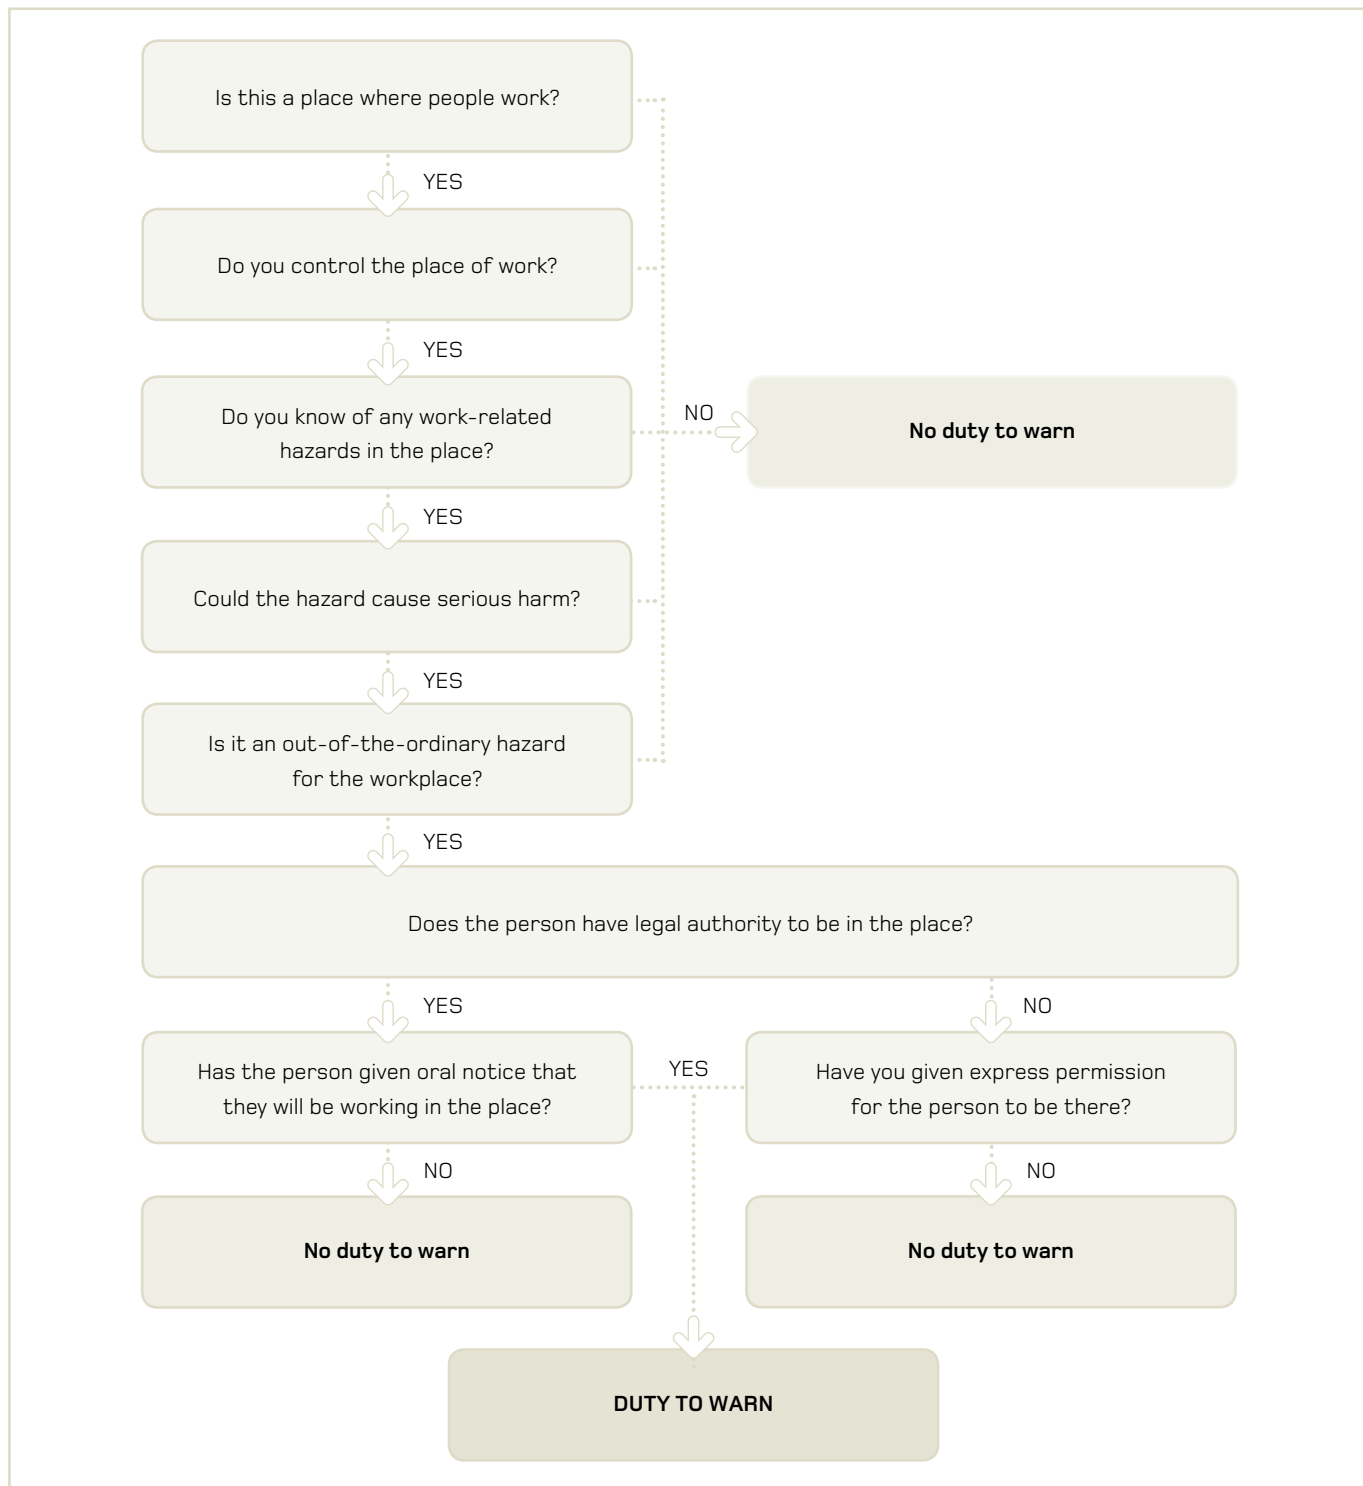 Is this a place where people work?
YES
Do you control the place of work?
YES
Do you know of any work-related
hazards in the place?
NO
No duty to warn
YES
Could the hazard cause serious harm?
YES
Is it an out-of-the-ordinary hazard
for the workplace?
YES
Does the person have legal authority to be in the place?
YES
NO
Has the person given oral notice that
they will be working in the place?
YES
Have you given express permission
for the person to be there?
NO
NO
No duty to warn
No duty to warn
DUTY TO WARN